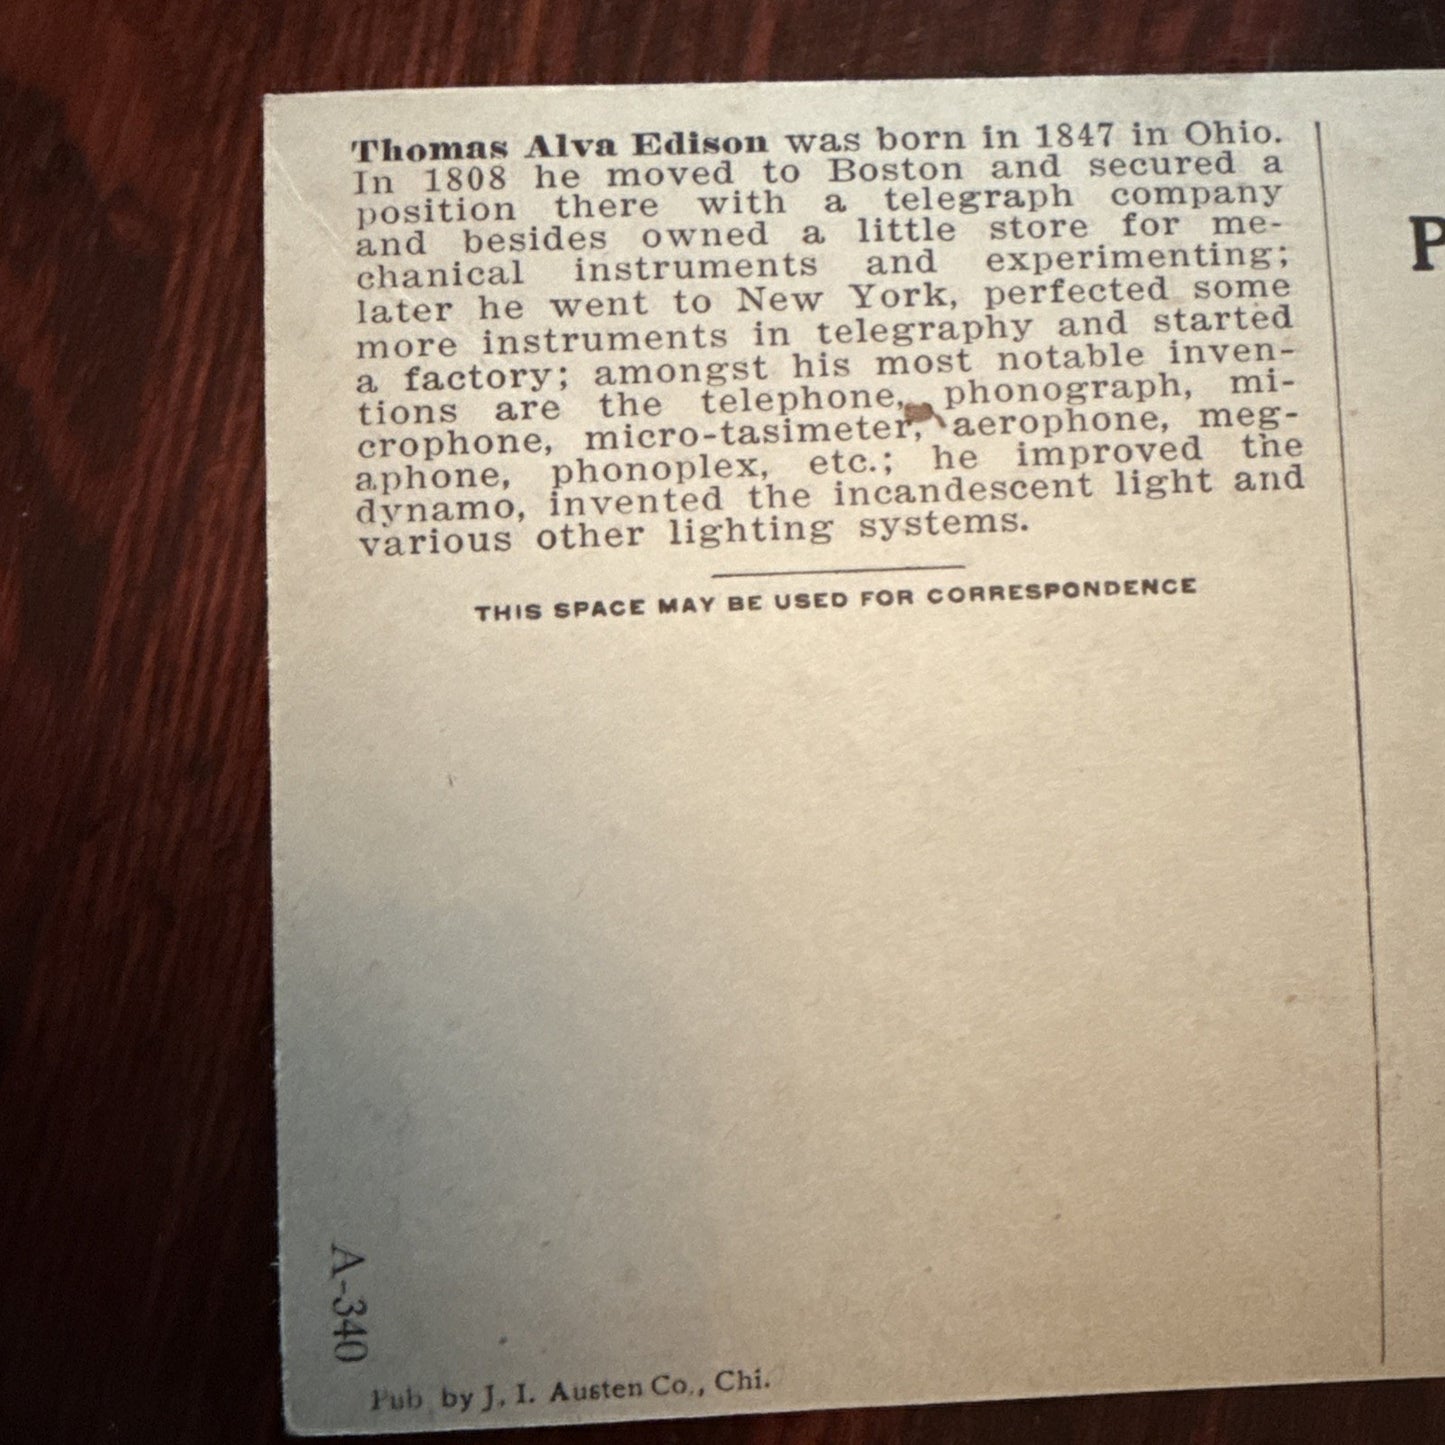 Thomas Alva Edison was born in 1847 in Ohio.
In 1808 he moved to Boston and secured a
position there with a telegraph company
and besides owned a little store for me-
chanical instruments and experimenting;
later he went to New York, perfected some
more instruments in telegraphy and started
a factory; amongst his most notable inven-
tions are the telephone, phonograph, mi-
crophone, micro-tasimeter, aerophone, meg-
aphone, phonoplex, etc.; he improved the
dynamo, invented the incandescent light and
various other lighting systems.
THIS SPACE MAY BE USED FOR CORRESPONDENCE
A-340
Pub by J. I. Austen Co., Chi.
P